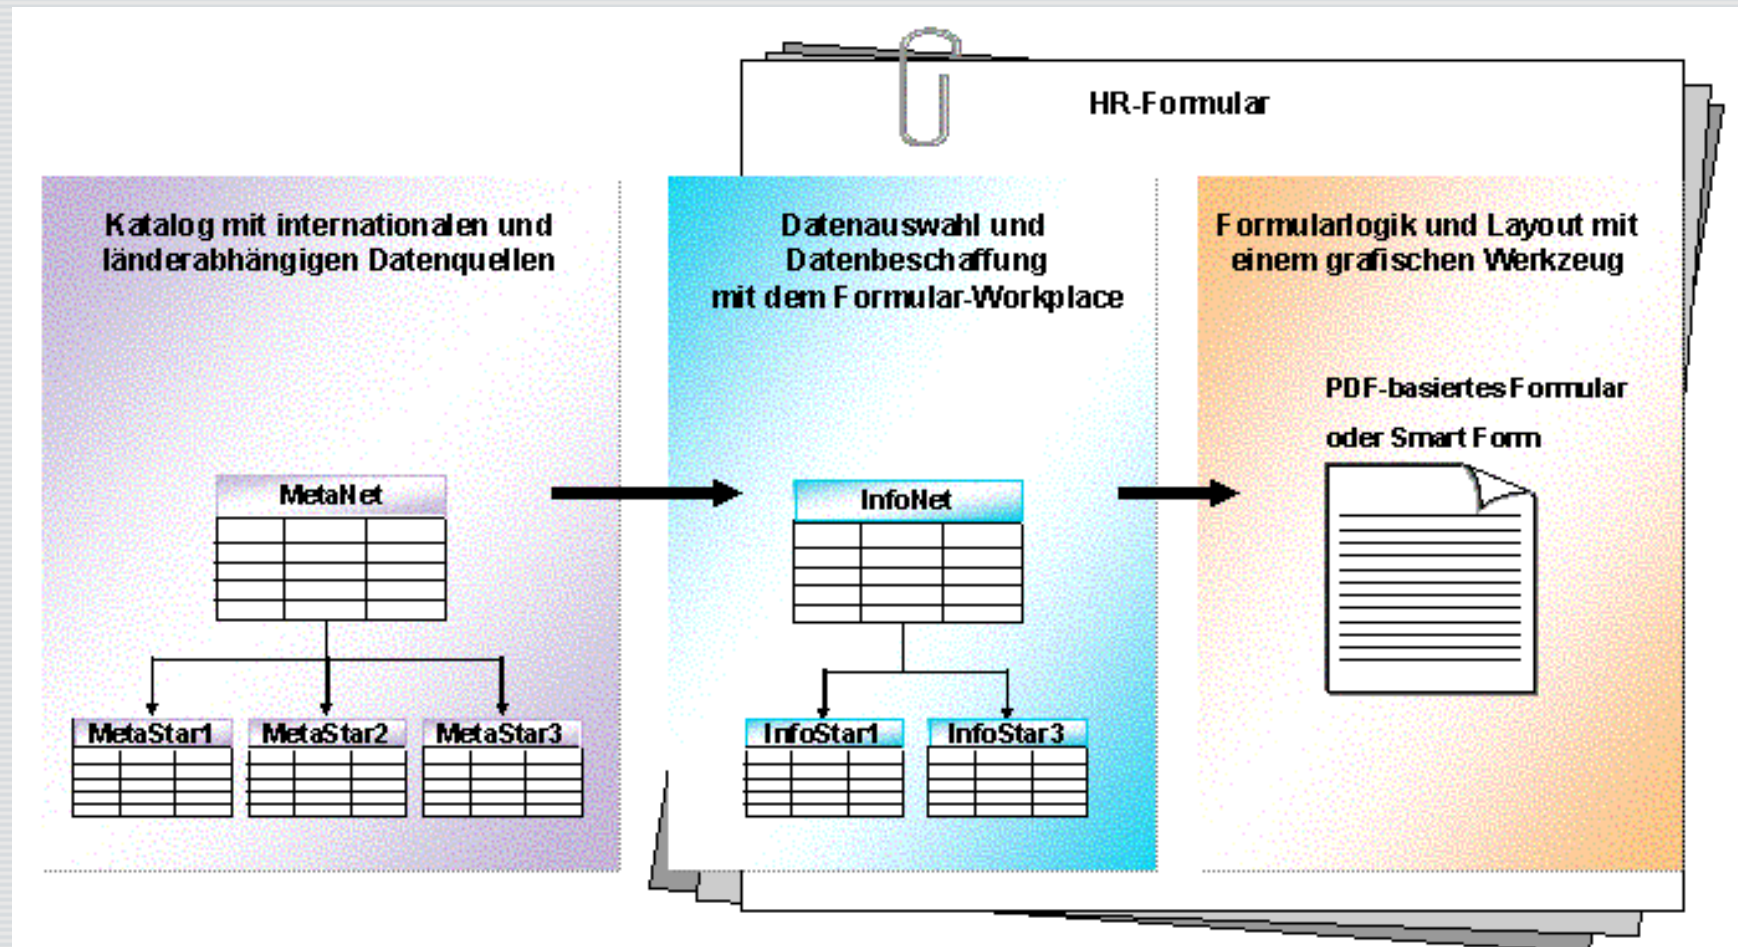 HR-Formular
Katalog mit internationalen und
länderabhängigen Datenquellen
MetaNet
MetaStar1
MetaStar2
MetaStar3
Datenauswahl und
Datenbeschaffung
mit dem Formular-Workplace
InfoNet
InfoStar1
InfoStar3
Formularlogik und Layout mit
einem grafischen Werkzeug
PDF-basiertes Formular
oder Smart Form